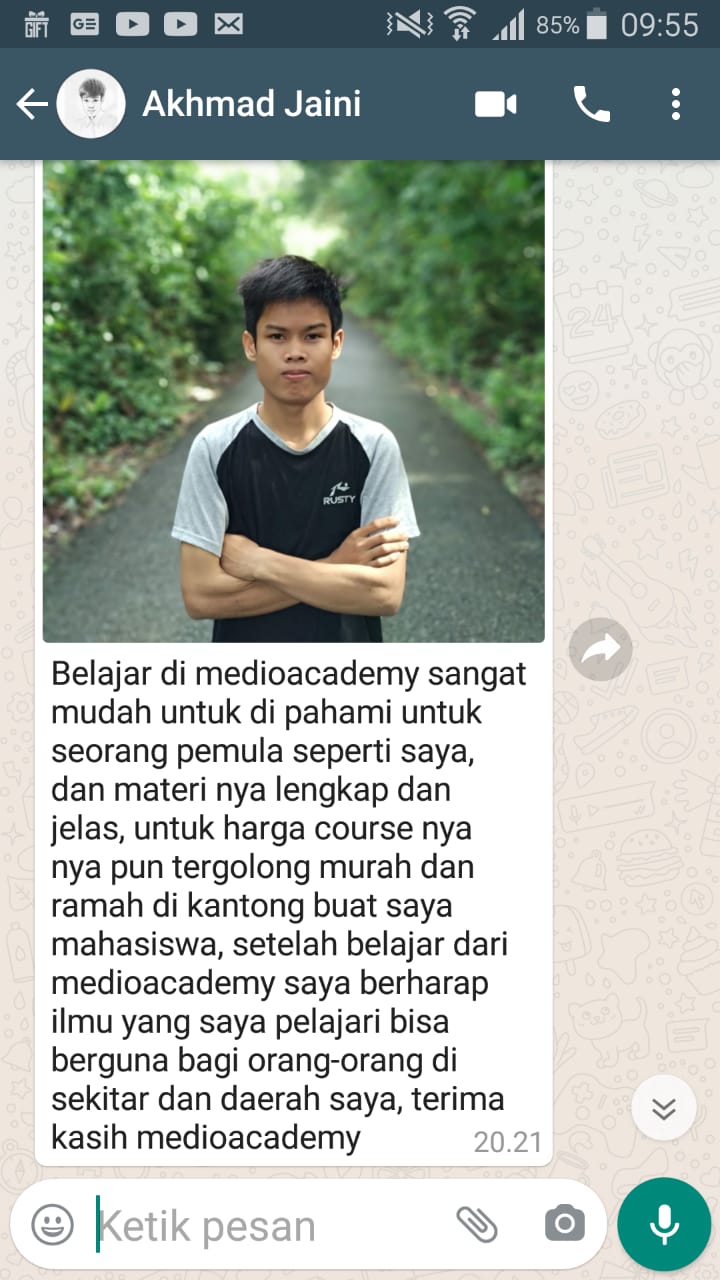 GIFT
GE
85%
09:55
Akhmad Jaini
RUSTY
Belajar di medioacademy sangat
mudah untuk di pahami untuk
seorang pemula seperti saya,
dan materi nya lengkap dan
jelas, untuk harga course nya
nya pun tergolong murah dan
ramah di kantong buat saya
mahasiswa, setelah belajar dari
medioacademy saya berharap
ilmu yang saya pelajari bisa
berguna bagi orang-orang di
sekitar dan daerah saya, terima
kasih medioacademy
20.21
Ketik pesan